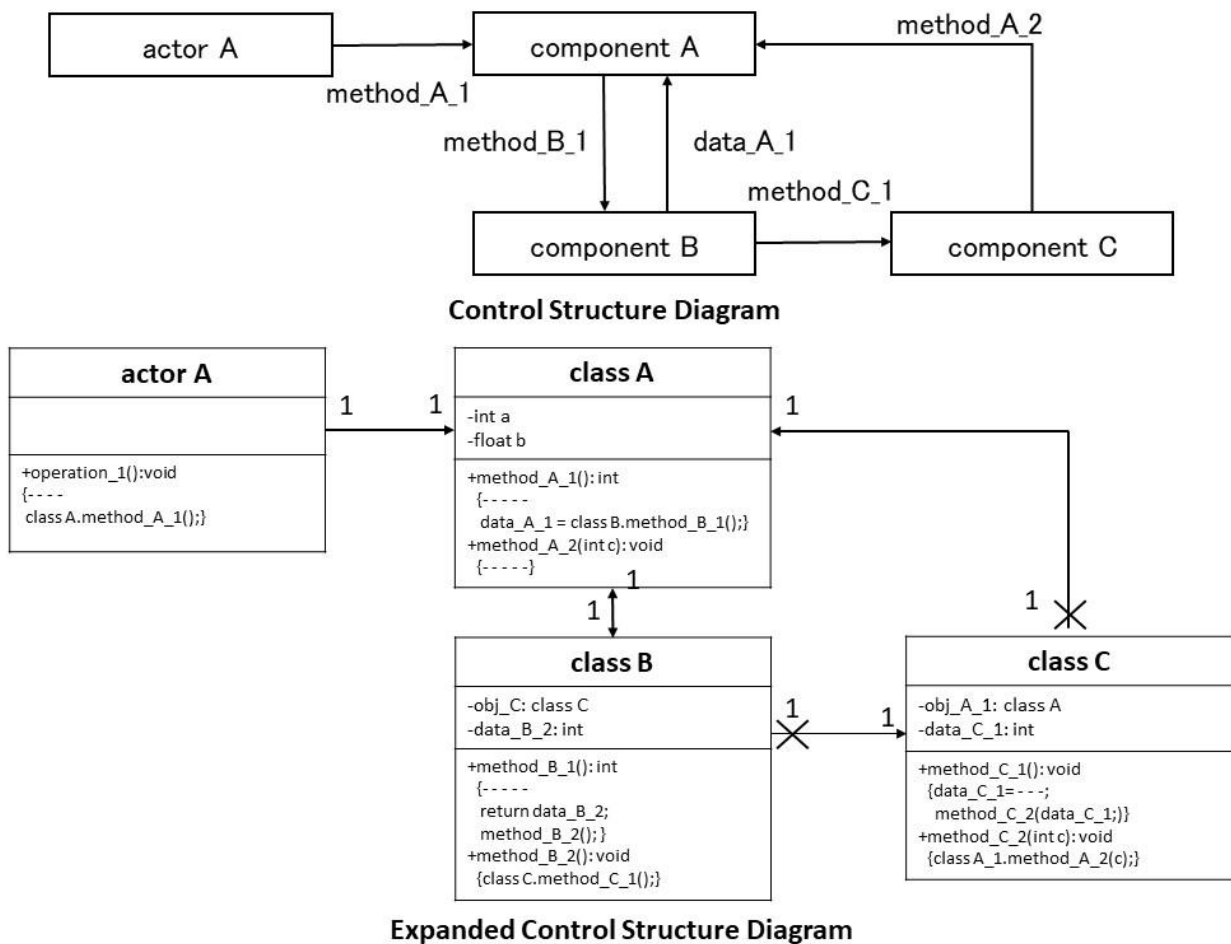 method_A_2
actor A
component A
method_A_1
method_B_1
data_A_1
method_C_1
component B
component C
Control Structure Diagram
actor A
+operation_1():void
{----
class A.method_A_1();}
1
1
class A
-int a
-float b
+method_A_1(): int
{-----
data_A_1 = class B.method_B_1();}
+method_A_2(int c): void
{-----}
1
1
1
1
class B
-obj_C: class C
-data_B_2: int
+method_B_1(): int
{-----
return data_B_2;
method_B_2(); }
+method_B_2(): void
{class C.method_C_1();}
1
1
class C
-obj_A_1: class A
-data_C_1: int
+method_C_1(): void
{data_C_1= ---;
method_C_2(data_C_1;)}
+method_C_2(int c): void
{class A_1.method_A_2(c);}
Expanded Control Structure Diagram